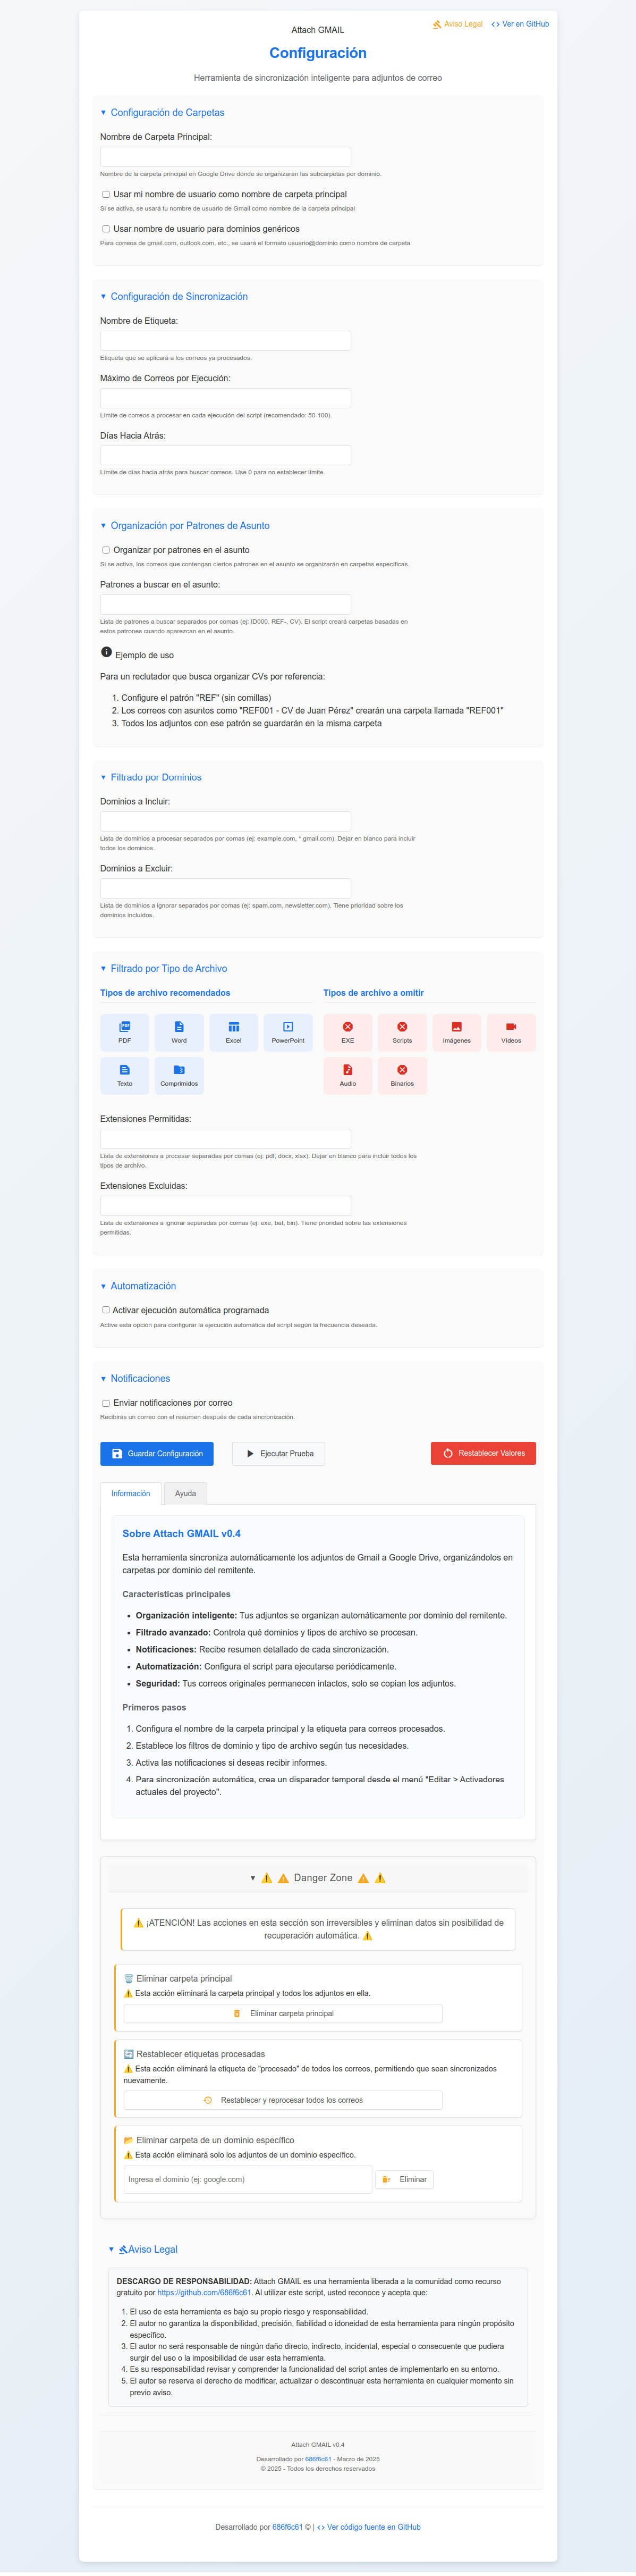 Aviso Legal
Ver en GitHub
Attach GMAIL
Configuración
Herramienta de sincronización inteligente para adjuntos de correo
▼ Configuración de Carpetas
Nombre de Carpeta Principal:
Nombre de la carpeta principal en Google Drive donde se organizarán las subcarpetas por dominio.
Usar mi nombre de usuario como nombre de carpeta principal
Si se activa, se usará tu nombre de usuario de Gmail como nombre de la carpeta principal
Usar nombre de usuario para dominios genéricos
Para correos de gmail.com, outlook.com, etc., se usará el formato usuario@dominio como nombre de carpeta
▼ Configuración de Sincronización
Nombre de Etiqueta:
Etiqueta que se aplicará a los correos ya procesados.
Máximo de Correos por Ejecución:
Límite de correos a procesar en cada ejecución del script (recomendado: 50-100).
Días Hacia Atrás:
Límite de días hacia atrás para buscar correos. Use 0 para no establecer límite.
▼ Organización por Patrones de Asunto
Organizar por patrones en el asunto
Si se activa, los correos que contengan ciertos patrones en el asunto se organizarán en carpetas específicas.
Patrones a buscar en el asunto:
Lista de patrones a buscar separados por comas (ej: ID000, REF-, CV). El script creará carpetas basadas en
estos patrones cuando aparezcan en el asunto.
Ejemplo de uso
Para un reclutador que busca organizar CVs por referencia:
1. Configure el patrón "REF" (sin comillas)
2. Los correos con asuntos como "REF001 - CV de Juan Pérez" crearán una carpeta llamada "REF001"
3. Todos los adjuntos con ese patrón se guardarán en la misma carpeta
▼ Filtrado por Dominios
Dominios a Incluir:
Lista de dominios a procesar separados por comas (ej: example.com, *.gmail.com). Dejar en blanco para incluir
todos los dominios.
Dominios a Excluir:
Lista de dominios a ignorar separados por comas (ej: spam.com, newsletter.com). Tiene prioridad sobre los
dominios incluidos.
▼ Filtrado por Tipo de Archivo
Tipos de archivo recomendados
PDF
Word
Excel
PowerPoint
Texto
Comprimidos
Tipos de archivo a omitir
EXE
Scripts
Imágenes
Vídeos
Audio
Binarios
Extensiones Permitidas:
Lista de extensiones a procesar separadas por comas (ej: pdf, docx, xlsx). Dejar en blanco para incluir todos los
tipos de archivo.
Extensiones Excluidas:
Lista de extensiones a ignorar separadas por comas (ej: exe, bat, bin). Tiene prioridad sobre las extensiones
permitidas.
▼ Automatización
Activar ejecución automática programada
Active esta opción para configurar la ejecución automática del script según la frecuencia deseada.
▼ Notificaciones
Enviar notificaciones por correo
Recibirás un correo con el resumen después de cada sincronización.
Guardar Configuración
Ejecutar Prueba
Restablecer Valores
Información
Ayuda
Sobre Attach GMAIL v0.4
Esta herramienta sincroniza automáticamente los adjuntos de Gmail a Google Drive, organizándolos en
carpetas por dominio del remitente.
Características principales
• Organización inteligente: Tus adjuntos se organizan automáticamente por dominio del remitente.
• Filtrado avanzado: Controla qué dominios y tipos de archivo se procesan.
• Notificaciones: Recibe resumen detallado de cada sincronización.
• Automatización: Configura el script para ejecutarse periódicamente.
• Seguridad: Tus correos originales permanecen intactos, solo se copian los adjuntos.
Primeros pasos
1. Configura el nombre de la carpeta principal y la etiqueta para correos procesados.
2. Establece los filtros de dominio y tipo de archivo según tus necesidades.
3. Activa las notificaciones si deseas recibir informes.
4. Para sincronización automática, crea un disparador temporal desde el menú "Editar > Activadores
actuales del proyecto".
▼ ⚠️ Danger Zone ⚠️
⚠️ ¡ATENCIÓN! Las acciones en esta sección son irreversibles y eliminan datos sin posibilidad de
recuperación automática. ⚠️
🗑️ Eliminar carpeta principal
⚠️ Esta acción eliminará la carpeta principal y todos los adjuntos en ella.
Eliminar carpeta principal
🔄 Restablecer etiquetas procesadas
⚠️ Esta acción eliminará la etiqueta de "procesado" de todos los correos, permitiendo que sean sincronizados
nuevamente.
Restablecer y reprocesar todos los correos
📂 Eliminar carpeta de un dominio específico
⚠️ Esta acción eliminará solo los adjuntos de un dominio específico.
Ingresa el dominio (ej: google.com)
Eliminar
▼ Aviso Legal
DESCARGO DE RESPONSABILIDAD: Attach GMAIL es una herramienta liberada a la comunidad como recurso
gratuito por https://github.com/686f6c61. Al utilizar este script, usted reconoce y acepta que:
1. El uso de esta herramienta es bajo su propio riesgo y responsabilidad.
2. El autor no garantiza la disponibilidad, precisión, fiabilidad o idoneidad de esta herramienta para ningún propósito
específico.
3. El autor no será responsable de ningún daño directo, indirecto, incidental, especial o consecuente que pudiera
surgir del uso o la imposibilidad de usar esta herramienta.
4. Es su responsabilidad revisar y comprender la funcionalidad del script antes de implementarlo en su entorno.
5. El autor se reserva el derecho de modificar, actualizar o descontinuar esta herramienta en cualquier momento sin
previo aviso.
Attach GMAIL v0.4
Desarrollado por 686f6c61 - Marzo de 2025
© 2025 - Todos los derechos reservados
Desarrollado por 686f6c61 © | Ver código fuente en GitHub